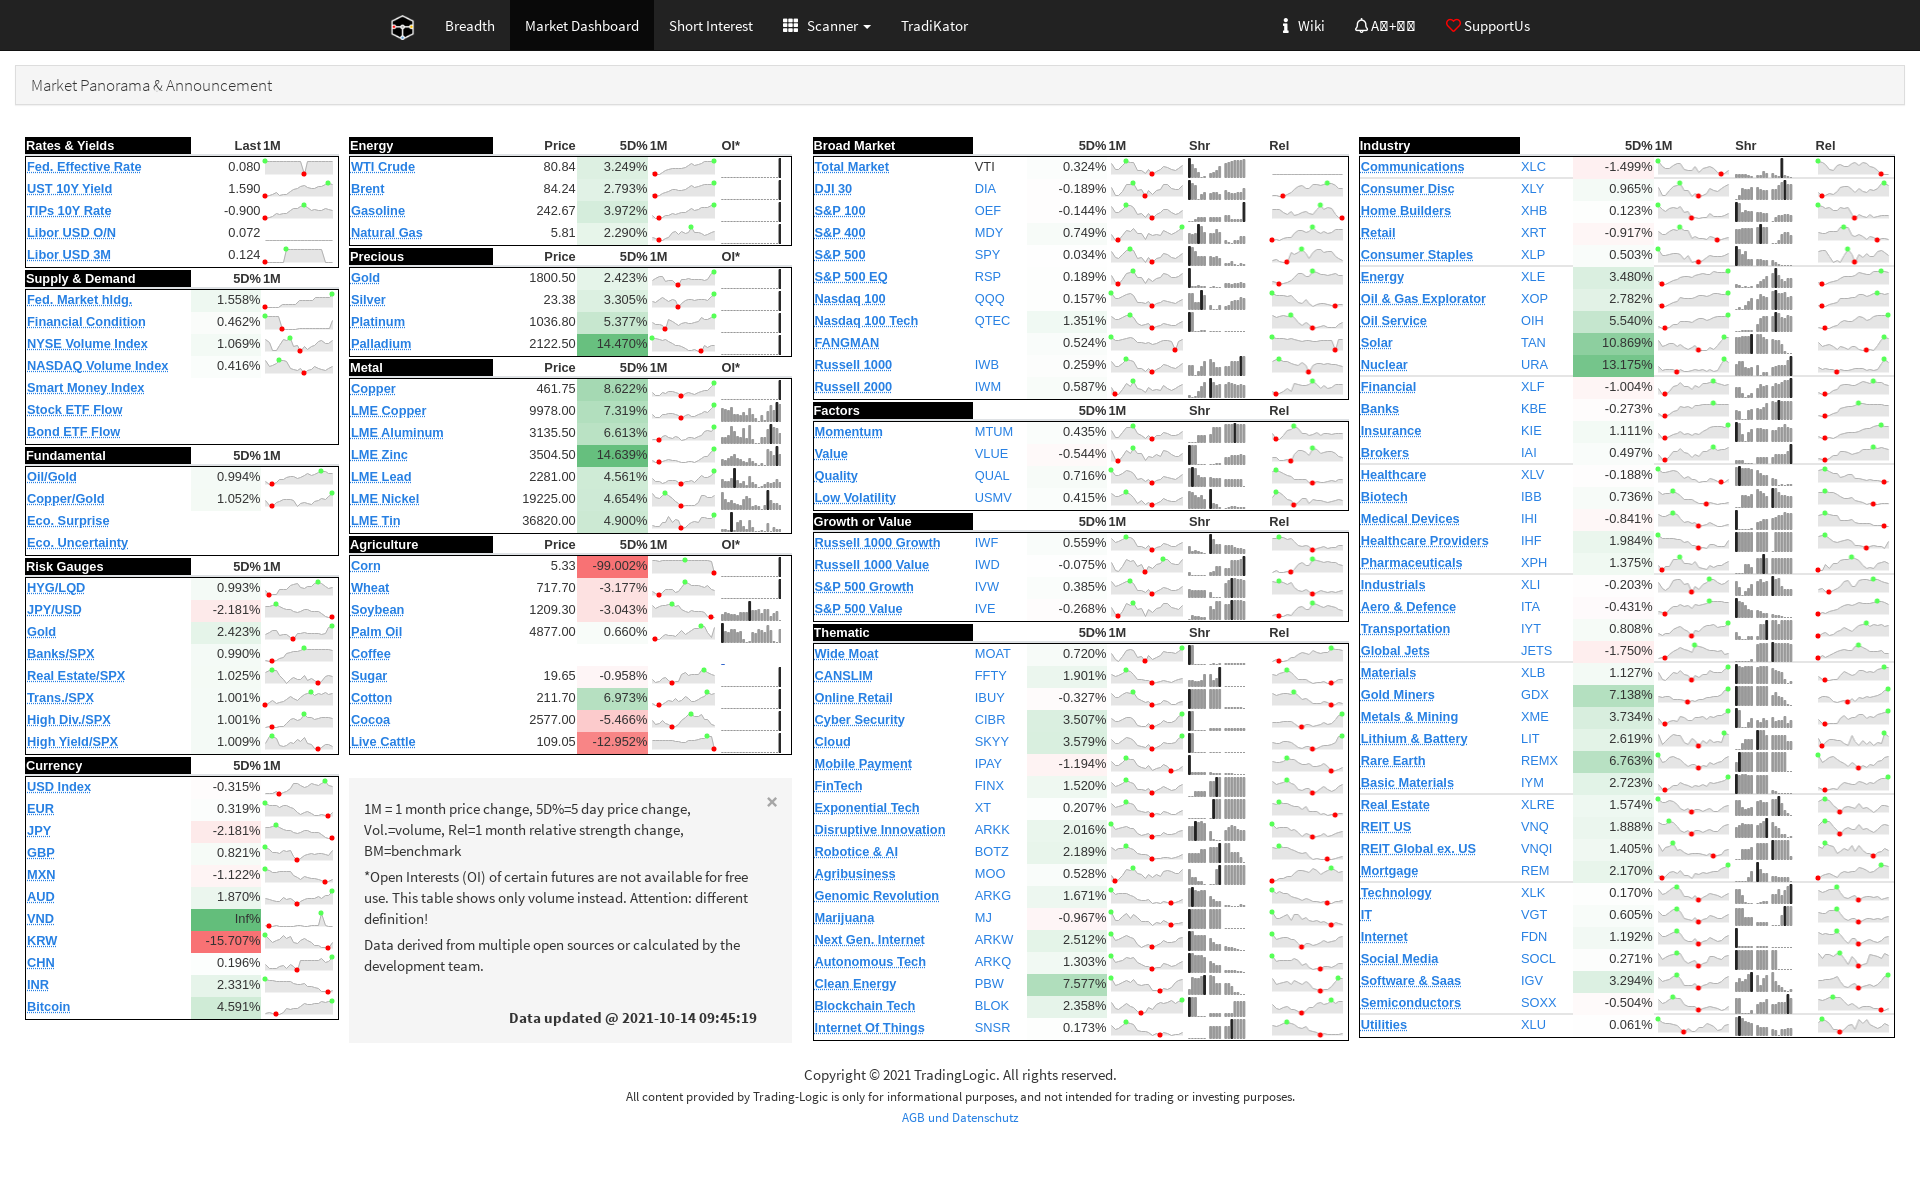 Breadth Market Dashboard Short Interest Scanner TradiKator Wiki SupportUs
Market Panorama & Announcement
Rates & Yields Last 1M
Fed. Effective Rate 0.080
UST 10Y Yield 1.590
TIPs 10Y Rate -0.900
Libor USD O/N 0.072
Libor USD 3M 0.124
Supply & Demand 5D% 1M
Fed. Market hldg. 1.558%
Financial Condition 0.462%
NYSE Volume Index 1.069%
NASDAQ Volume Index 0.416%
Smart Money Index
Stock ETF Flow
Bond ETF Flow
Fundamental 5D% 1M
Oil/Gold 0.994%
Copper/Gold 1.052%
Eco. Surprise
Eco. Uncertainty
Risk Gauges 5D% 1M
HYG/LQD 0.993%
JPY/USD -2.181%
Gold 2.423%
Banks/SPX 0.990%
Real Estate/SPX 1.025%
Trans./SPX 1.001%
High Div./SPX 1.001%
High Yield/SPX 1.009%
Currency 5D% 1M
USD Index -0.315%
EUR 0.319%
JPY -2.181%
GBP 0.821%
MXN -1.122%
AUD 1.870%
VND Inf%
KRW -15.707%
CHN 0.196%
INR 2.331%
Bitcoin 4.591%
Energy Price 5D% 1M OI*
WTI Crude 80.84 3.249%
Brent 84.24 2.793%
Gasoline 242.67 3.972%
Natural Gas 5.81 2.290%
Precious Price 5D% 1M OI*
Gold 1800.50 2.423%
Silver 23.38 3.305%
Platinum 1036.80 5.377%
Palladium 2122.50 14.470%
Metal Price 5D% 1M OI*
Copper 461.75 8.622%
LME Copper 9978.00 7.319%
LME Aluminum 3135.50 6.613%
LME Zinc 3504.50 14.639%
LME Lead 2281.00 4.561%
LME Nickel 19225.00 4.654%
LME Tin 36820.00 4.900%
Agriculture Price 5D% 1M OI*
Corn 5.33 -99.002%
Wheat 717.70 -3.177%
Soybean 1209.30 -3.043%
Palm Oil 4877.00 0.660%
Coffee -
Sugar 19.65 -0.958%
Cotton 211.70 6.973%
Cocoa 2577.00 -5.466%
Live Cattle 109.05 -12.952%
×
1M = 1 month price change, 5D%=5 day price change,
Vol.=volume, Rel=1 month relative strength change,
BM=benchmark
*Open Interests (OI) of certain futures are not available for free
use. This table shows only volume instead. Attention: different
definition!
Data derived from multiple open sources or calculated by the
development team.
Data updated @ 2021-10-14 09:45:19
Broad Market 5D% 1M Shr Rel
Total Market VTI 0.324%
DJI 30 DIA -0.189%
S&P 100 OEF -0.144%
S&P 400 MDY 0.749%
S&P 500 SPY 0.034%
S&P 500 EQ RSP 0.189%
Nasdaq 100 QQQ 0.157%
Nasdaq 100 Tech QTEC 1.351%
FANGMAN 0.524%
Russell 1000 IWB 0.259%
Russell 2000 IWM 0.587%
Factors 5D% 1M Shr Rel
Momentum MTUM 0.435%
Value VLUE -0.544%
Quality QUAL 0.716%
Low Volatility USMV 0.415%
Growth or Value 5D% 1M Shr Rel
Russell 1000 Growth IWF 0.559%
Russell 1000 Value IWD -0.075%
S&P 500 Growth IVW 0.385%
S&P 500 Value IVE -0.268%
Thematic 5D% 1M Shr Rel
Wide Moat MOAT 0.720%
CANSLIM FFTY 1.901%
Online Retail IBUY -0.327%
Cyber Security CIBR 3.507%
Cloud SKYY 3.579%
Mobile Payment IPAY -1.194%
FinTech FINX 1.520%
Exponential Tech XT 0.207%
Disruptive Innovation ARKK 2.016%
Robotice & AI BOTZ 2.189%
Agribusiness MOO 0.528%
Genomic Revolution ARKG 1.671%
Marijuana MJ -0.967%
Next Gen. Internet ARKW 2.512%
Autonomous Tech ARKQ 1.303%
Clean Energy PBW 7.577%
Blockchain Tech BLOK 2.358%
Internet Of Things SNSR 0.173%
Industry 5D% 1M Shr Rel
Communications XLC -1.499%
Consumer Disc XLY 0.965%
Home Builders XHB 0.123%
Retail XRT -0.917%
Consumer Staples XLP 0.503%
Energy XLE 3.480%
Oil & Gas Explorator XOP 2.782%
Oil Service OIH 5.540%
Solar TAN 10.869%
Nuclear URA 13.175%
Financial XLF -1.004%
Banks KBE -0.273%
Insurance KIE 1.111%
Brokers IAI 0.497%
Healthcare XLV -0.188%
Biotech IBB 0.736%
Medical Devices IHI -0.841%
Healthcare Providers IHF 1.984%
Pharmaceuticals XPH 1.375%
Industrials XLI -0.203%
Aero & Defence ITA -0.431%
Transportation IYT 0.808%
Global Jets JETS -1.750%
Materials XLB 1.127%
Gold Miners GDX 7.138%
Metals & Mining XME 3.734%
Lithium & Battery LIT 2.619%
Rare Earth REMX 6.763%
Basic Materials IYM 2.723%
Real Estate XLRE 1.574%
REIT US VNQ 1.888%
REIT Global ex. US VNQI 1.405%
Mortgage REM 2.170%
Technology XLK 0.170%
IT VGT 0.605%
Internet FDN 1.192%
Social Media SOCL 0.271%
Software & Saas IGV 3.294%
Semiconductors SOXX -0.504%
Utilities XLU 0.061%
Copyright © 2021 TradingLogic. All rights reserved.
All content provided by Trading-Logic is only for informational purposes, and not intended for trading or investing purposes.
AGB und Datenschutz